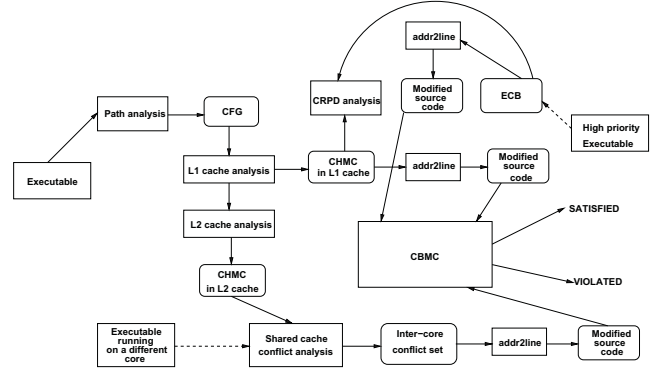 addr2line
Modified
source
code
ECB
CRPD analysis
High priority
Executable
Path analysis
CFG
Executable
L1 cache analysis
CHMC
in L1 cache
addr2line
Modified
source
code
L2 cache analysis
SATISFIED
CBMC
CHMC
in L2 cache
VIOLATED
Executable
running
on a different
core
Shared cache
conflict analysis
Inter-core
conflict set
addr2line
Modified
source
code